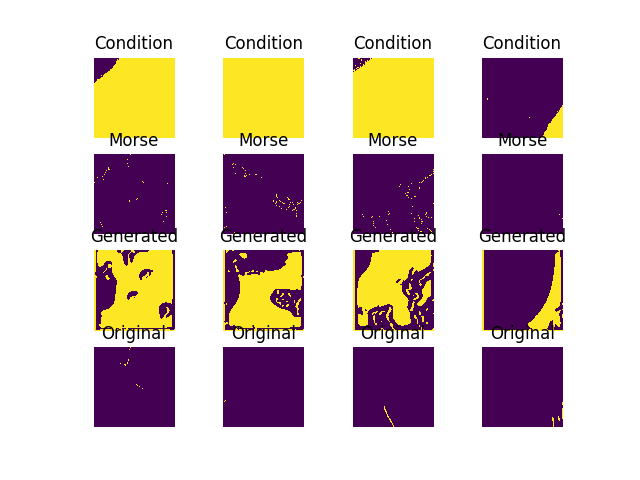 Condition Condition Condition Condition
Morse Morse Morse Morse
Generated Generated Generated Generated
Original Original Original Original